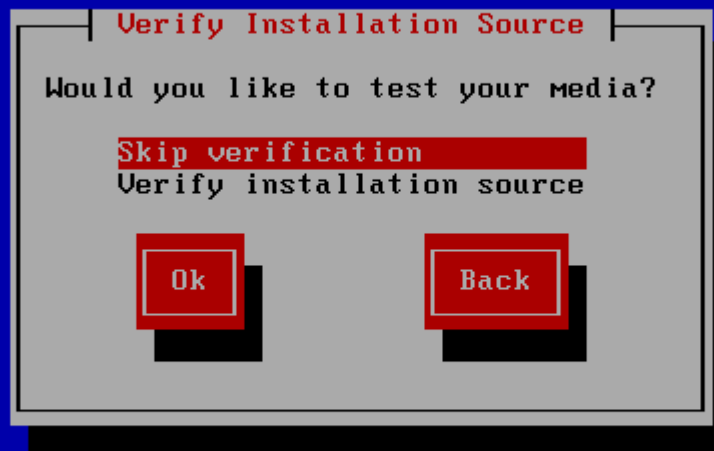 Verify Installation Source
Would you like to test your media?
Skip verification
Verify installation source
Ok
Back